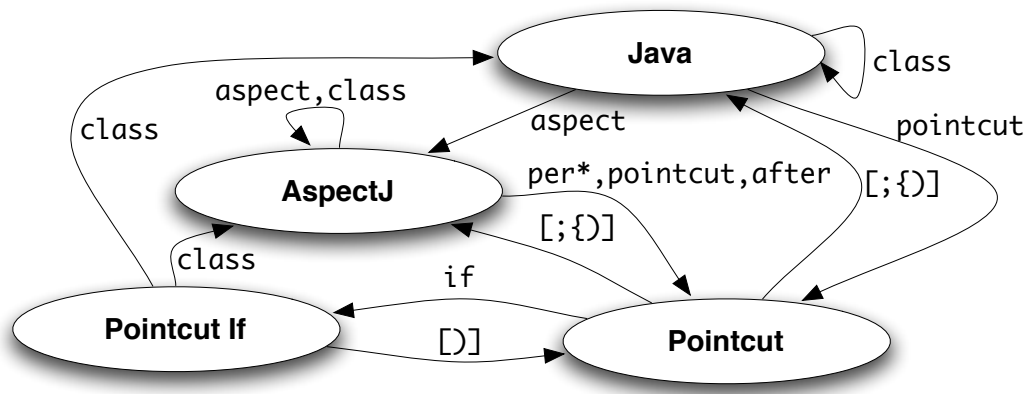 Java
class
aspect,class
class
aspect
pointcut
per*,pointcut,after
AspectJ
[;{)]
[;{)]
class
if
Pointcut If
[)]
Pointcut